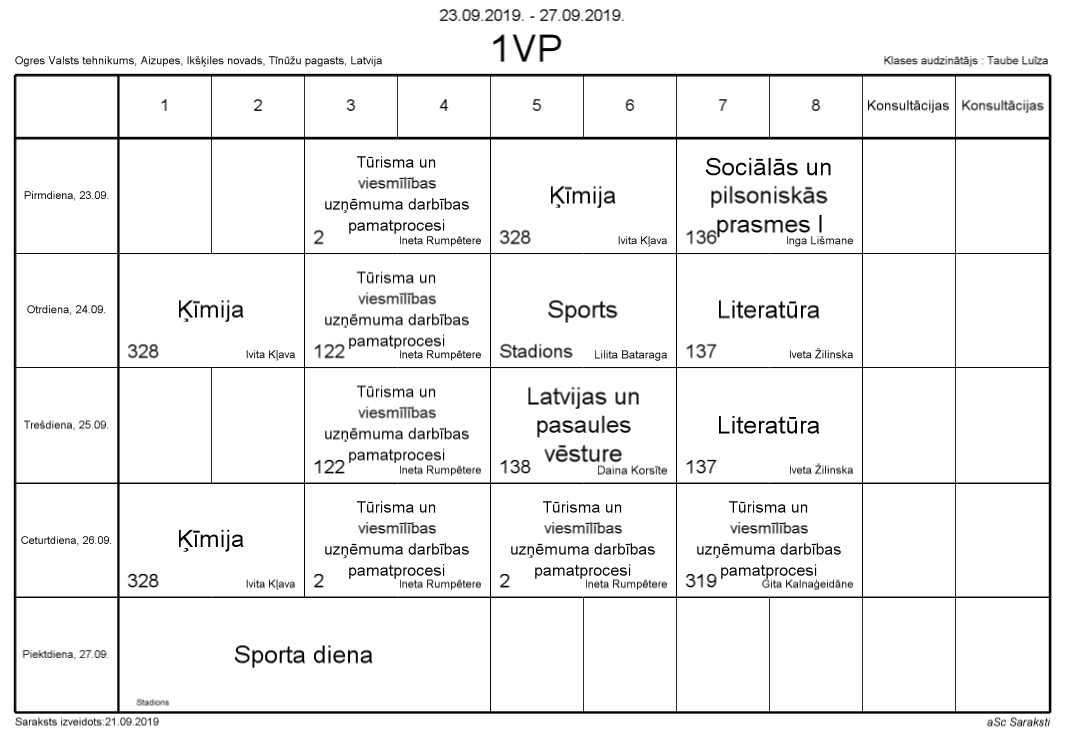 23.09.2019. - 27.09.2019.
1VP
Ogres Valsts tehnikums, Aizupes, Ikšķiles novads, Tīnūžu pagasts, Latvija
Klases audzinātājs : Taube Luīza
1 2 3 4 5 6 7 8 Konsultācijas Konsultācijas
Pirmdiena, 23.09.
Tūrisma un
viesmīlības
uzņēmuma darbības
pamatprocesi
2 Ineta Rumpētere
Ķīmija
328 Ivita Kļava
Sociālās un
pilsoniskās
prasmes I
136 Inga Lišmane
Otrdiena, 24.09.
Ķīmija
328 Ivita Kļava
Tūrisma un
viesmīlības
uzņēmuma darbības
pamatprocesi
122 Ineta Rumpētere
Sports
Stadions Lilita Bataraga
Literatūra
137 Iveta Žilinska
Trešdiena, 25.09.
Tūrisma un
viesmīlības
uzņēmuma darbības
pamatprocesi
122 Ineta Rumpētere
Latvijas un
pasaules
vēsture
138 Daina Korsīte
Literatūra
137 Iveta Žilinska
Ceturtdiena, 26.09.
Ķīmija
328 Ivita Kļava
Tūrisma un
viesmīlības
uzņēmuma darbības
pamatprocesi
2 Ineta Rumpētere
Tūrisma un
viesmīlības
uzņēmuma darbības
pamatprocesi
2 Ineta Rumpētere
Tūrisma un
viesmīlības
uzņēmuma darbības
pamatprocesi
319 Gita Kalnaģeidāne
Piektdiena, 27.09.
Sporta diena
Stadions
Saraksts izveidots:21.09.2019
aSc Saraksti